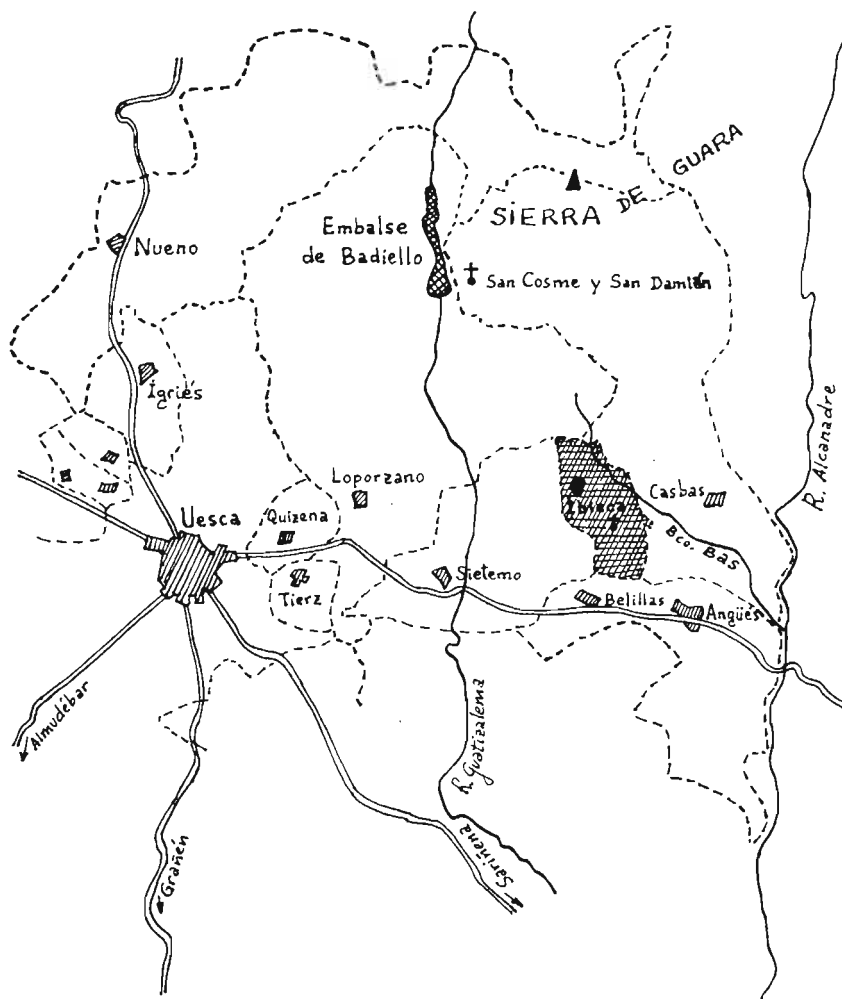 SIERRA DE GUARA
Embalse
de Badiello
Nueno
San Cosme y San Damián
Igriés
R. Alcanadre
Loporzano
Casbas
Uesca
Quizena
Ibieca
Bco. Bas
Sietemo
Tierz
Belillas
Angüés
Almudébar
R. Guatizalema
Grañén
Sariñena